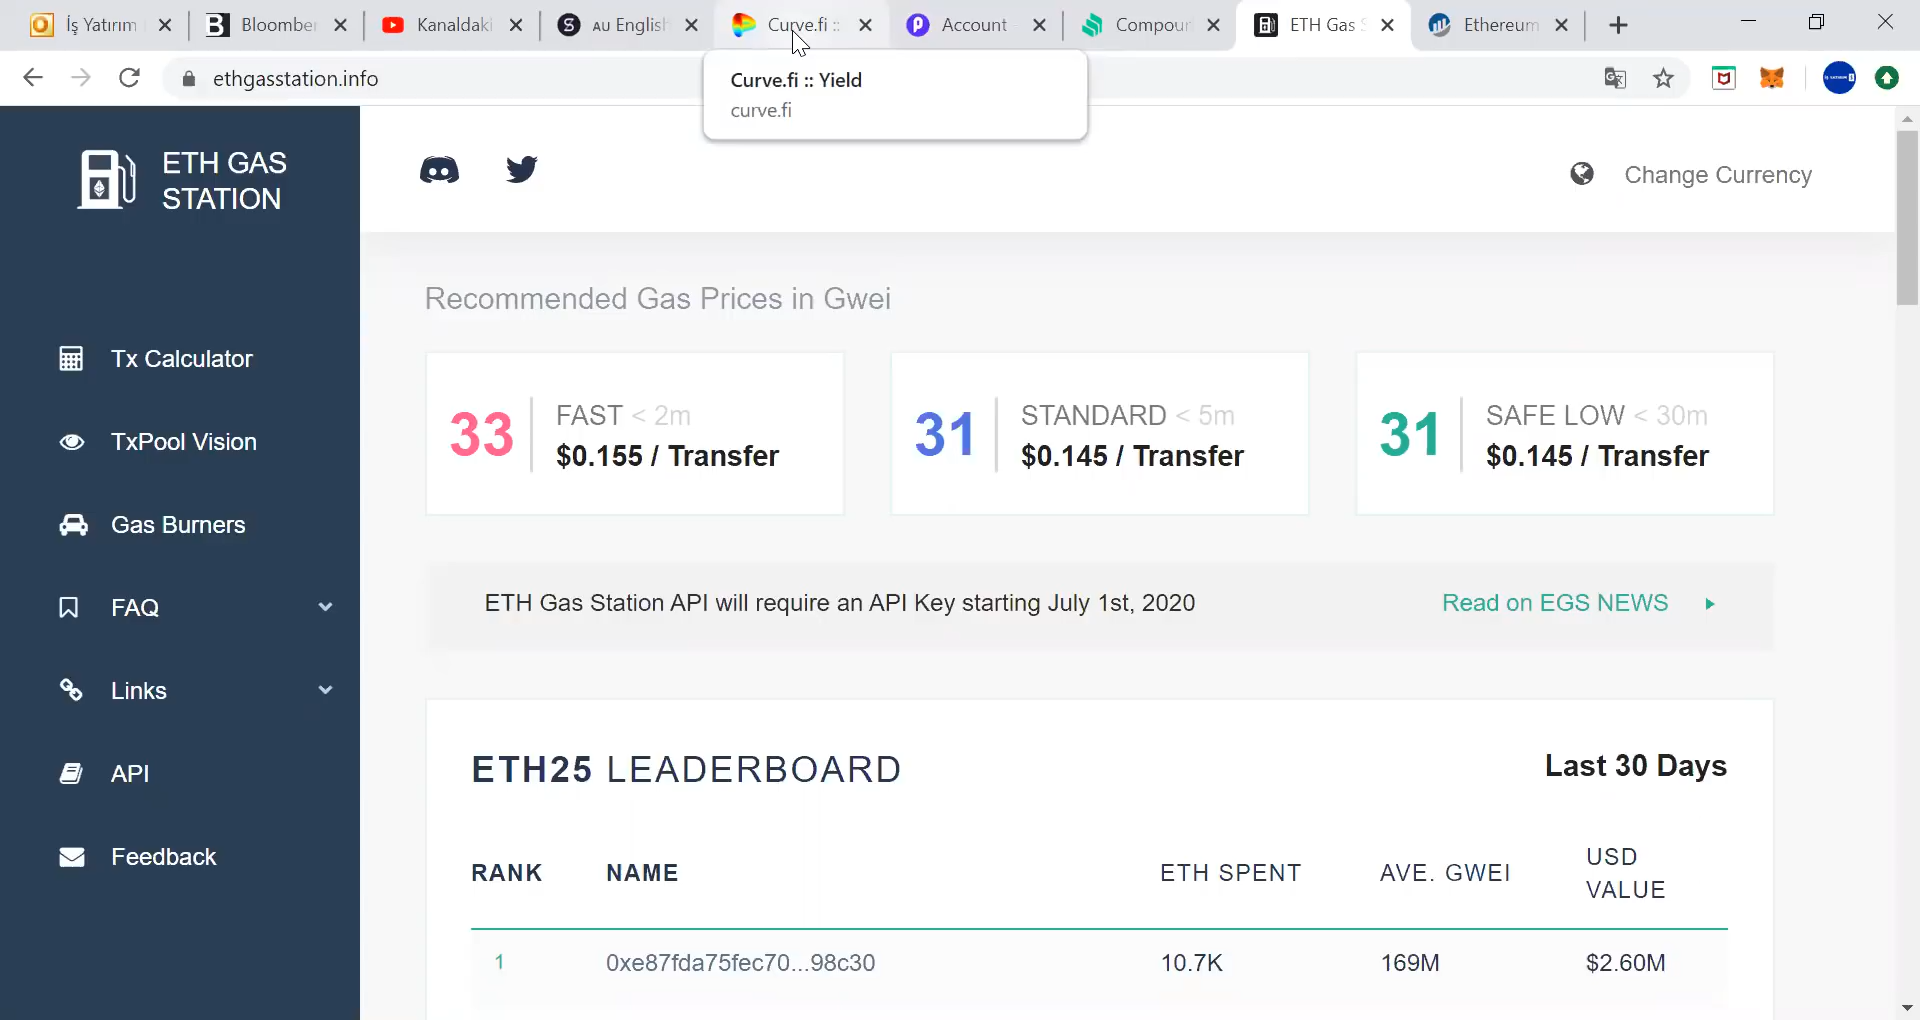 İş Yatırım
Bloomber
Kanaldaki
AU English
Curve.fi ::
Account
Compoun
ETH Gas S
Ethereum
ethgasstation.info
Curve.fi :: Yield
curve.fi
ETH GAS
STATION
Change Currency
Tx Calculator
TxPool Vision
Gas Burners
FAQ
Links
API
Feedback
Recommended Gas Prices in Gwei
33
FAST < 2m
$0.155 / Transfer
31
STANDARD < 5m
$0.145 / Transfer
31
SAFE LOW < 30m
$0.145 / Transfer
ETH Gas Station API will require an API Key starting July 1st, 2020
Read on EGS NEWS
ETH25 LEADERBOARD
Last 30 Days
RANK NAME ETH SPENT AVE. GWEI USD VALUE
1 0xe87fda75fec70...98c30 10.7K 169M $2.60M